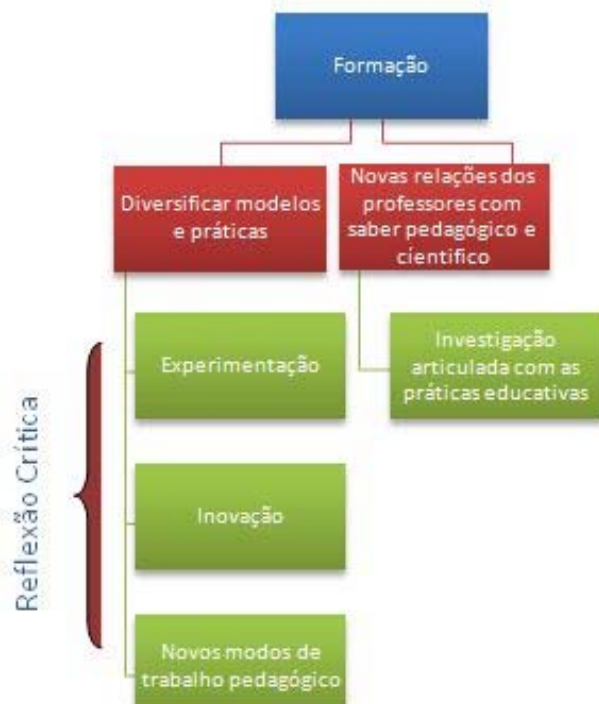 Formação
Diversificar modelos
e práticas
Novas relações dos
professores com
saber pedagógico e
cíentifico
Reflexão Crítica
Experimentação
Investigação
articulada com as
práticas educativas
Inovação
Novos modos de
trabalho pedagógico